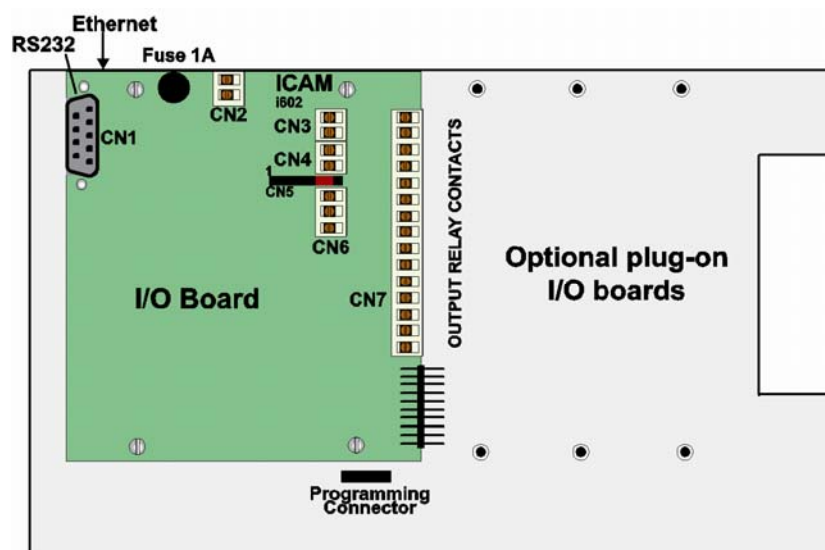 Ethernet
RS232
Fuse 1A
ICAM
i602
CN2
CN1
CN3
CN4
1
CN5
CN6
CN7
I/O Board
OUTPUT RELAY CONTACTS
Optional plug-on
I/O boards
Programming
Connector